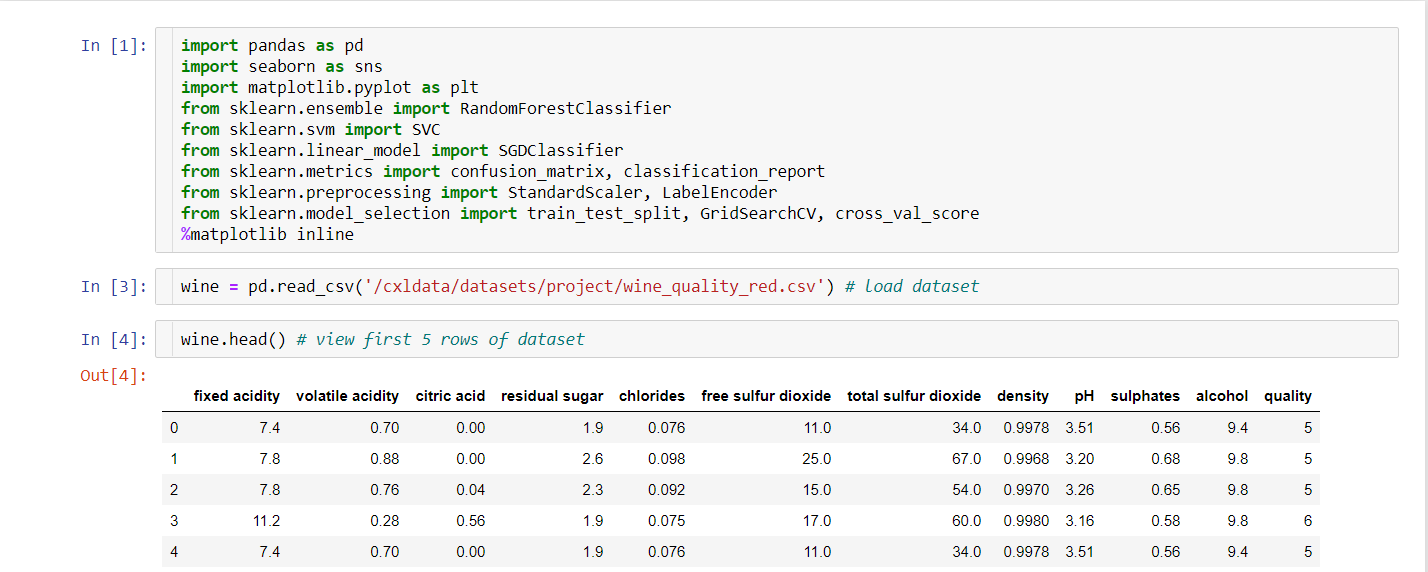 In [1]: import pandas as pd
import seaborn as sns
import matplotlib.pyplot as plt
from sklearn.ensemble import RandomForestClassifier
from sklearn.svm import SVC
from sklearn.linear_model import SGDClassifier
from sklearn.metrics import confusion_matrix, classification_report
from sklearn.preprocessing import StandardScaler, LabelEncoder
from sklearn.model_selection import train_test_split, GridSearchCV, cross_val_score
%matplotlib inline
In [3]: wine = pd.read_csv('/cxldata/datasets/project/wine_quality_red.csv') # load dataset
In [4]: wine.head() # view first 5 rows of dataset
Out[4]:
fixed acidity volatile acidity citric acid residual sugar chlorides free sulfur dioxide total sulfur dioxide density pH sulphates alcohol quality
0 7.4 0.70 0.00 1.9 0.076 11.0 34.0 0.9978 3.51 0.56 9.4 5
1 7.8 0.88 0.00 2.6 0.098 25.0 67.0 0.9968 3.20 0.68 9.8 5
2 7.8 0.76 0.04 2.3 0.092 15.0 54.0 0.9970 3.26 0.65 9.8 5
3 11.2 0.28 0.56 1.9 0.075 17.0 60.0 0.9980 3.16 0.58 9.8 6
4 7.4 0.70 0.00 1.9 0.076 11.0 34.0 0.9978 3.51 0.56 9.4 5